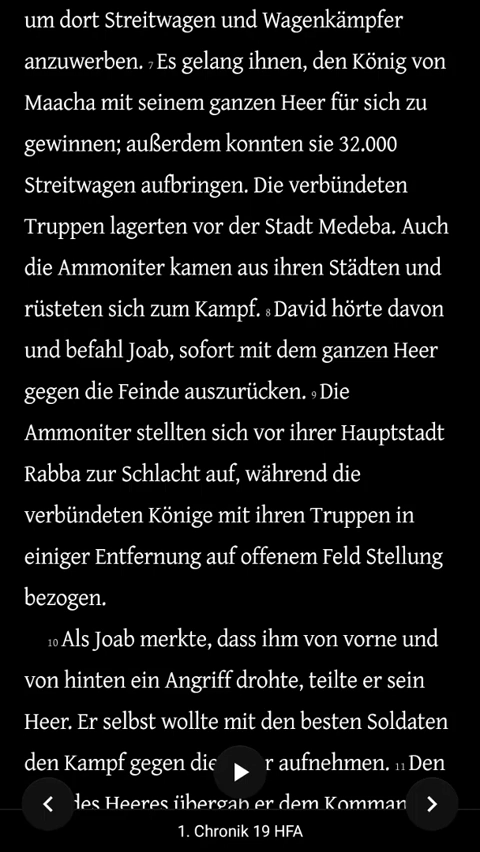 um dort Streitwagen und Wagenkämpfer
anzuwerben. 7 Es gelang ihnen, den König von
Maacha mit seinem ganzen Heer für sich zu
gewinnen; außerdem konnten sie 32.000
Streitwagen aufbringen. Die verbündeten
Truppen lagerten vor der Stadt Medeba. Auch
die Ammoniter kamen aus ihren Städten und
rüsteten sich zum Kampf. 8 David hörte davon
und befahl Joab, sofort mit dem ganzen Heer
gegen die Feinde auszurücken. 9 Die
Ammoniter stellten sich vor ihrer Hauptstadt
Rabba zur Schlacht auf, während die
verbündeten Könige mit ihren Truppen in
einiger Entfernung auf offenem Feld Stellung
bezogen.
10 Als Joab merkte, dass ihm von vorne und
von hinten ein Angriff drohte, teilte er sein
Heer. Er selbst wollte mit den besten Soldaten
den Kampf gegen die aufnehmen. 11 Den
des Heeres übergab er dem
1. Chronik 19 HFA